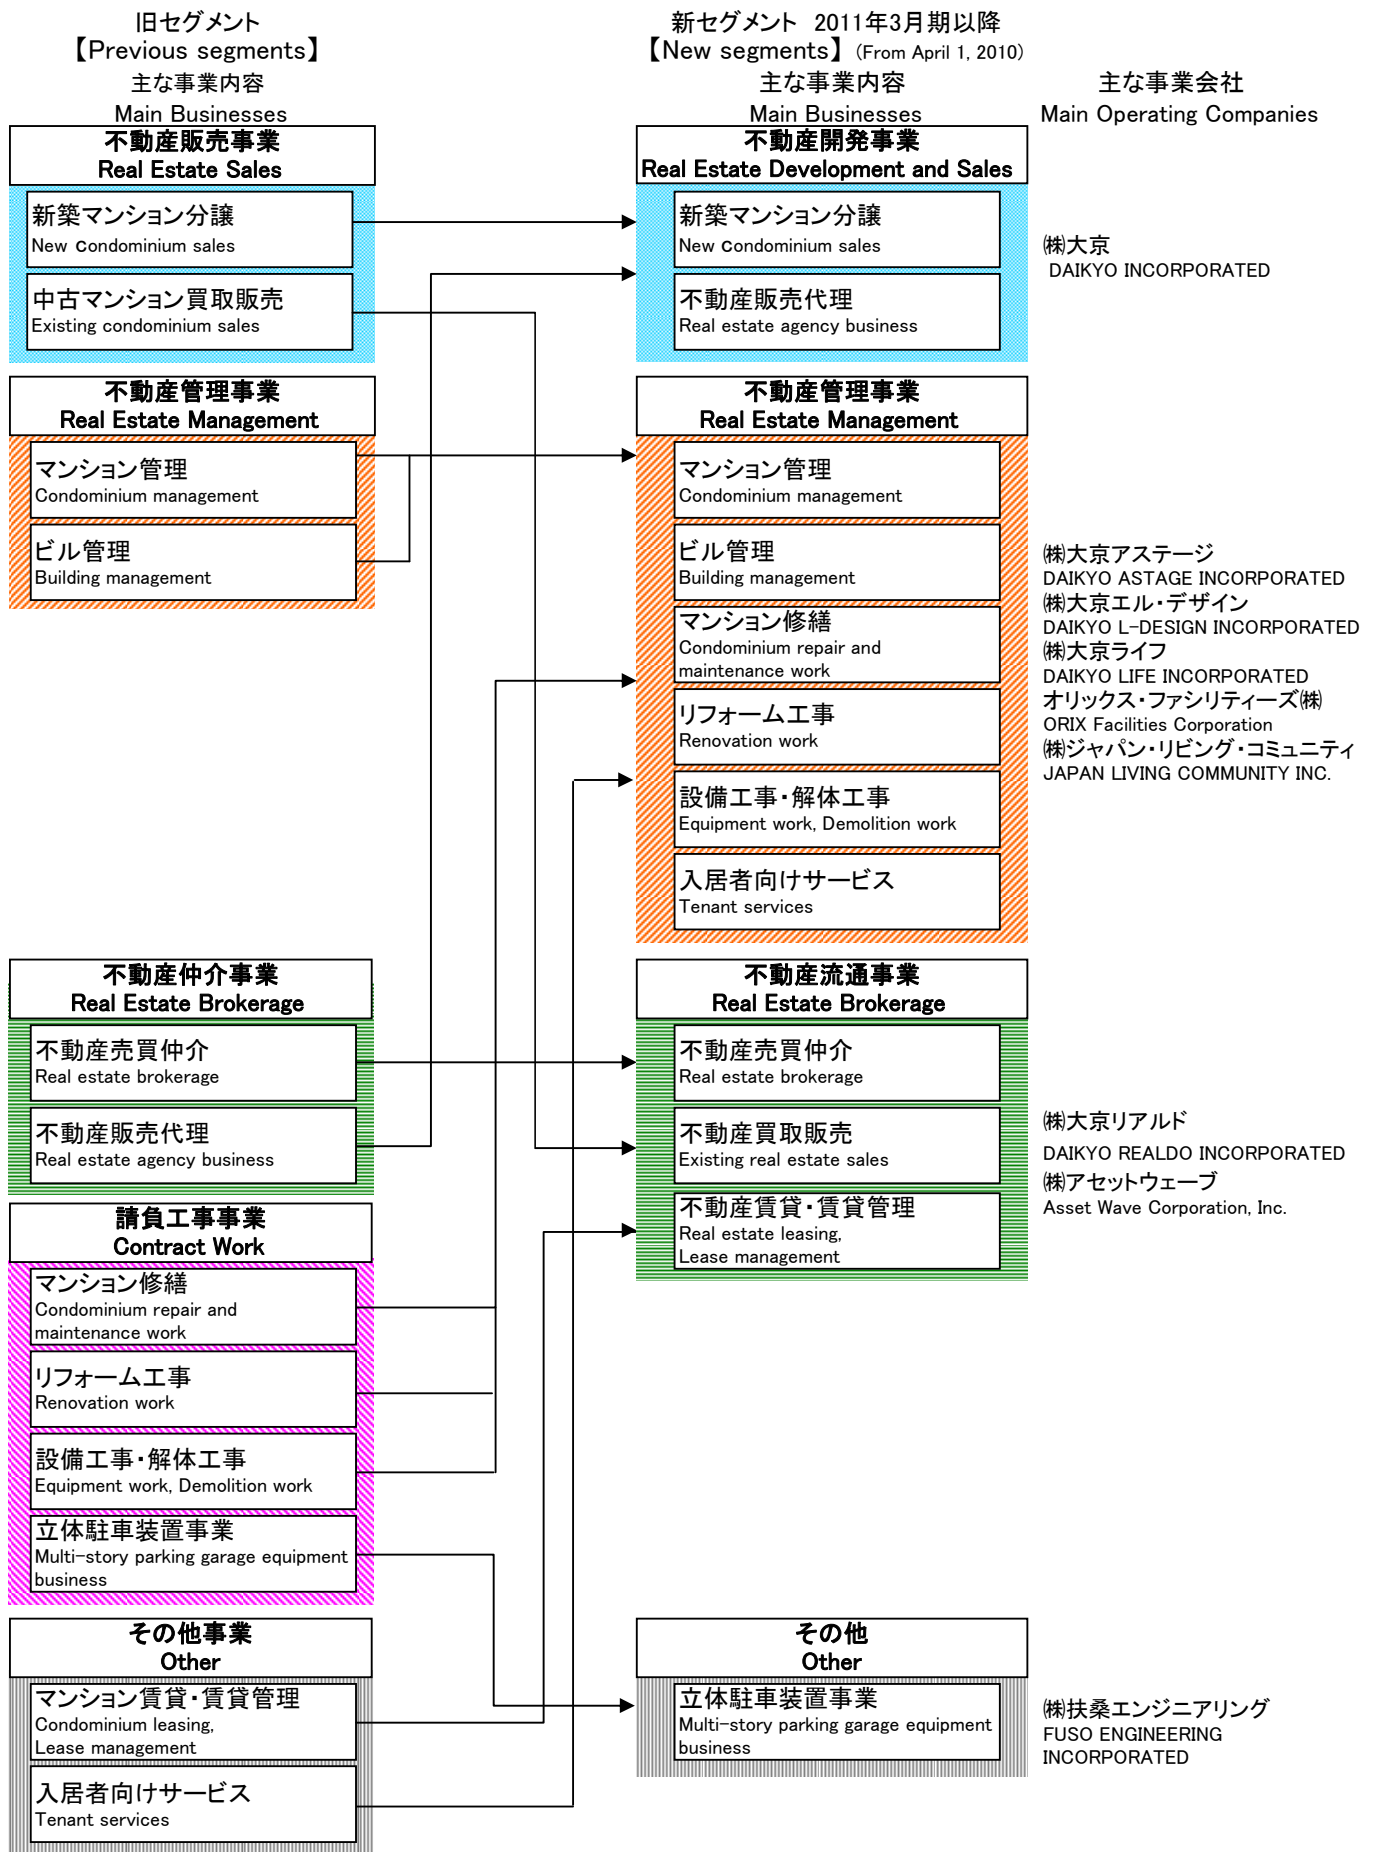 旧セグメント
【Previous segments】
主な事業内容
Main Businesses
不動産販売事業
Real Estate Sales
新築マンション分譲
New condominium sales
中古マンション買取販売
Existing condominium sales
不動産管理事業
Real Estate Management
マンション管理
Condominium management
ビル管理
Building management
不動産仲介事業
Real Estate Brokerage
不動産売買仲介
Real estate brokerage
不動産販売代理
Real estate agency business
請負工事事業
Contract Work
マンション修繕
Condominium repair and
maintenance work
リフォーム工事
Renovation work
設備工事・解体工事
Equipment work, Demolition work
立体駐車装置事業
Multi-story parking garage equipment
business
その他事業
Other
マンション賃貸・賃貸管理
Condominium leasing,
Lease management
入居者向けサービス
Tenant services
新セグメント 2011年3月期以降
【New segments】 (From April 1, 2010)
主な事業内容
Main Businesses
不動産開発事業
Real Estate Development and Sales
新築マンション分譲
New condominium sales
不動産販売代理
Real estate agency business
不動産管理事業
Real Estate Management
マンション管理
Condominium management
ビル管理
Building management
マンション修繕
Condominium repair and
maintenance work
リフォーム工事
Renovation work
設備工事・解体工事
Equipment work, Demolition work
入居者向けサービス
Tenant services
不動産流通事業
Real Estate Brokerage
不動産売買仲介
Real estate brokerage
不動産買取販売
Existing real estate sales
不動産賃貸・賃貸管理
Real estate leasing,
Lease management
その他
Other
立体駐車装置事業
Multi-story parking garage equipment
business
主な事業会社
Main Operating Companies
㈱大京
DAIKYO INCORPORATED
㈱大京アステージ
DAIKYO ASTAGE INCORPORATED
㈱大京エル・デザイン
DAIKYO L-DESIGN INCORPORATED
㈱大京ライフ
DAIKYO LIFE INCORPORATED
オリックス・ファシリティーズ㈱
ORIX Facilities Corporation
㈱ジャパン・リビング・コミュニティ
JAPAN LIVING COMMUNITY INC.
㈱大京リアルド
DAIKYO REALDO INCORPORATED
㈱アセットウェーブ
Asset Wave Corporation, Inc.
㈱扶桑エンジニアリング
FUSO ENGINEERING
INCORPORATED